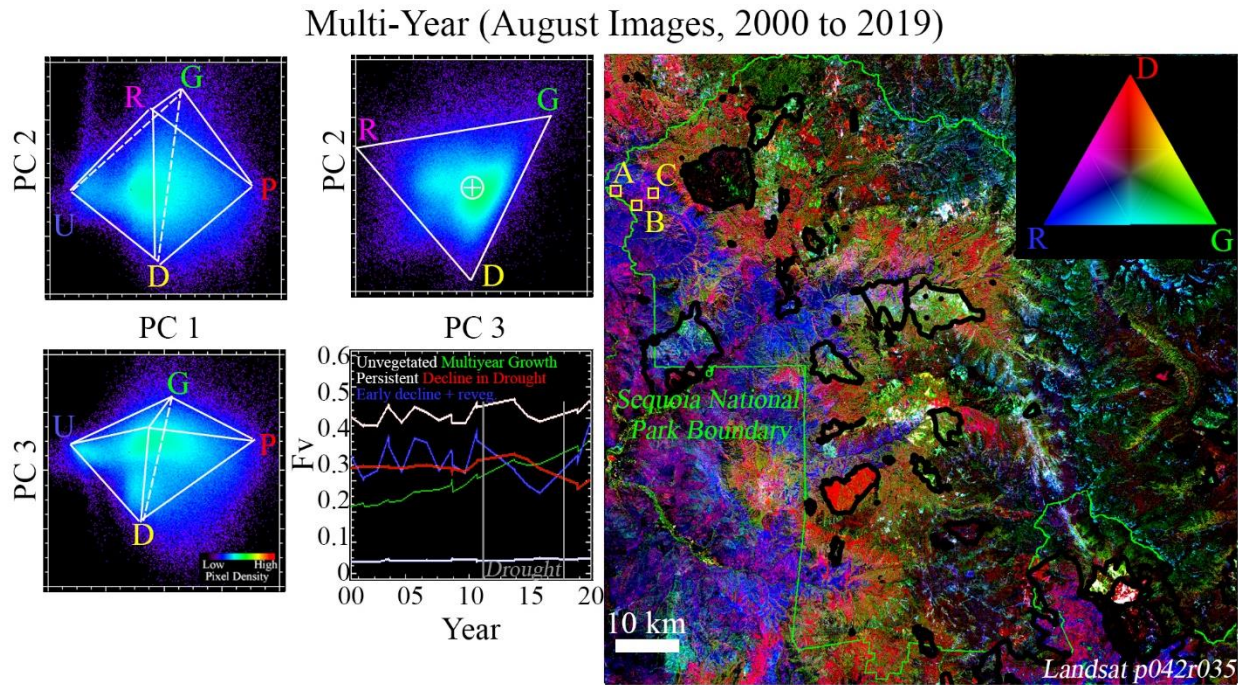 Multi-Year (August Images, 2000 to 2019)
PC 2
G
R
U
P
D
PC 1
PC 2
R
G
D
PC 3
PC 3
U
G
P
D
Low High
Pixel Density
Fv
0.6
0.5
0.4
0.3
0.2
0.1
0
Unvegetated Multiyear Growth
Persistent Decline in Drought
Early decline + reveg
Drought
00 05 10 15 20
Year
A
C
B
D
R
G
Sequoia National
Park Boundary
10 km
Landsat p042r035